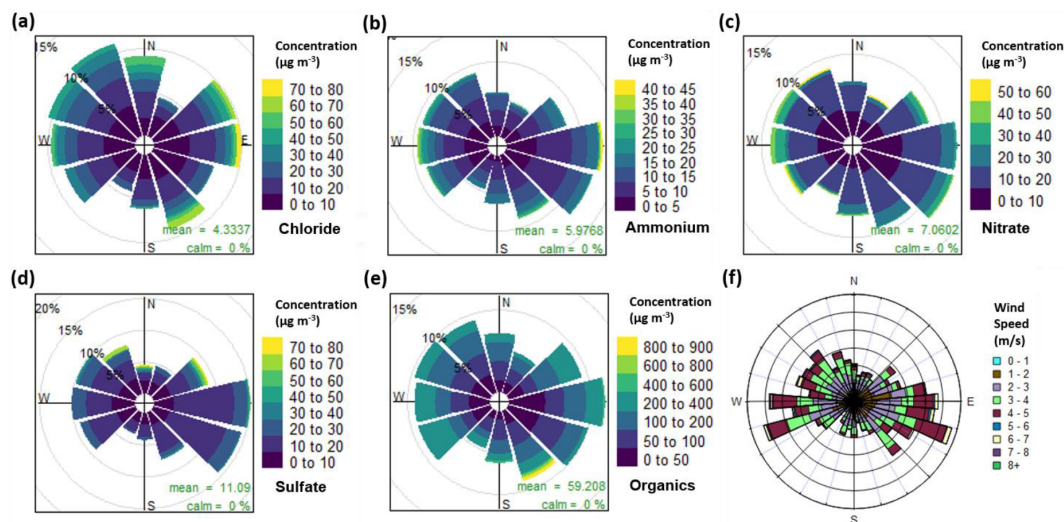 (a)
15%
10%
5%
N
W
E
S
mean = 4.3337
calm = 0 %
Concentration
(µg m⁻³)
70 to 80
60 to 70
50 to 60
40 to 50
30 to 40
20 to 30
10 to 20
0 to 10
Chloride
(b)
15%
10%
5%
N
W
S
mean = 5.9768
calm = 0 %
Concentration
(µg m⁻³)
40 to 45
35 to 40
30 to 35
25 to 30
20 to 25
15 to 20
10 to 15
5 to 10
0 to 5
Ammonium
(c)
15%
10%
5%
N
W
S
mean = 7.0602
calm = 0 %
Concentration
(µg m⁻³)
50 to 60
40 to 50
30 to 40
20 to 30
10 to 20
0 to 10
Nitrate
(d)
20%
15%
10%
5%
N
W
S
mean = 11.09
calm = 0 %
Concentration
(µg m⁻³)
70 to 80
60 to 70
50 to 60
40 to 50
30 to 40
20 to 30
10 to 20
0 to 10
Sulfate
(e)
15%
10%
5%
N
W
S
mean = 59.208
calm = 0 %
Concentration
(µg m⁻³)
800 to 900
600 to 800
400 to 600
200 to 400
100 to 200
50 to 100
0 to 50
Organics
(f)
N
W
E
S
Wind
Speed
(m/s)
0 - 1
1 - 2
2 - 3
3 - 4
4 - 5
5 - 6
6 - 7
7 - 8
8+